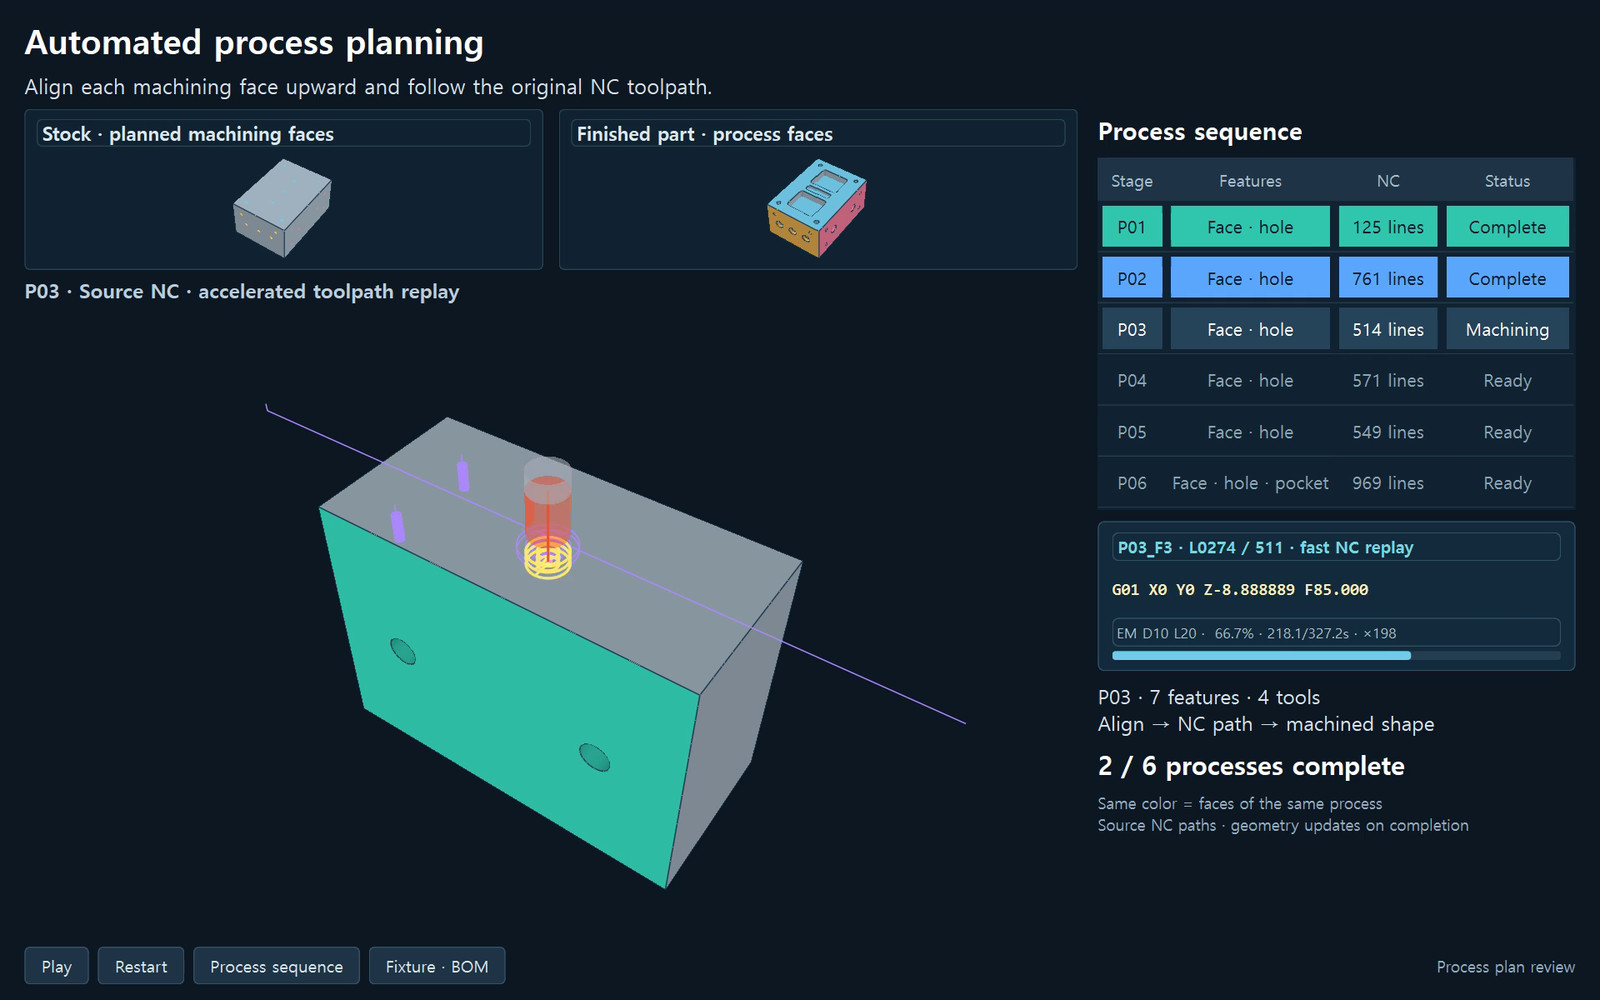 Automated process planning
Align each machining face upward and follow the original NC toolpath.
Stock · planned machining faces
Finished part · process faces
P03 · Source NC · accelerated toolpath replay
Process sequence
Stage Features NC Status
P01 Face · hole 125 lines Complete
P02 Face · hole 761 lines Complete
P03 Face · hole 514 lines Machining
P04 Face · hole 571 lines Ready
P05 Face · hole 549 lines Ready
P06 Face · hole · pocket 969 lines Ready
P03_F3 · L0274 / 511 · fast NC replay
G01 X0 Y0 Z-8.888889 F85.000
EM D10 L20 · 66.7% · 218.1/327.2s · ×198
P03 · 7 features · 4 tools
Align → NC path → machined shape
2 / 6 processes complete
Same color = faces of the same process
Source NC paths · geometry updates on completion
Play Restart Process sequence Fixture · BOM
Process plan review